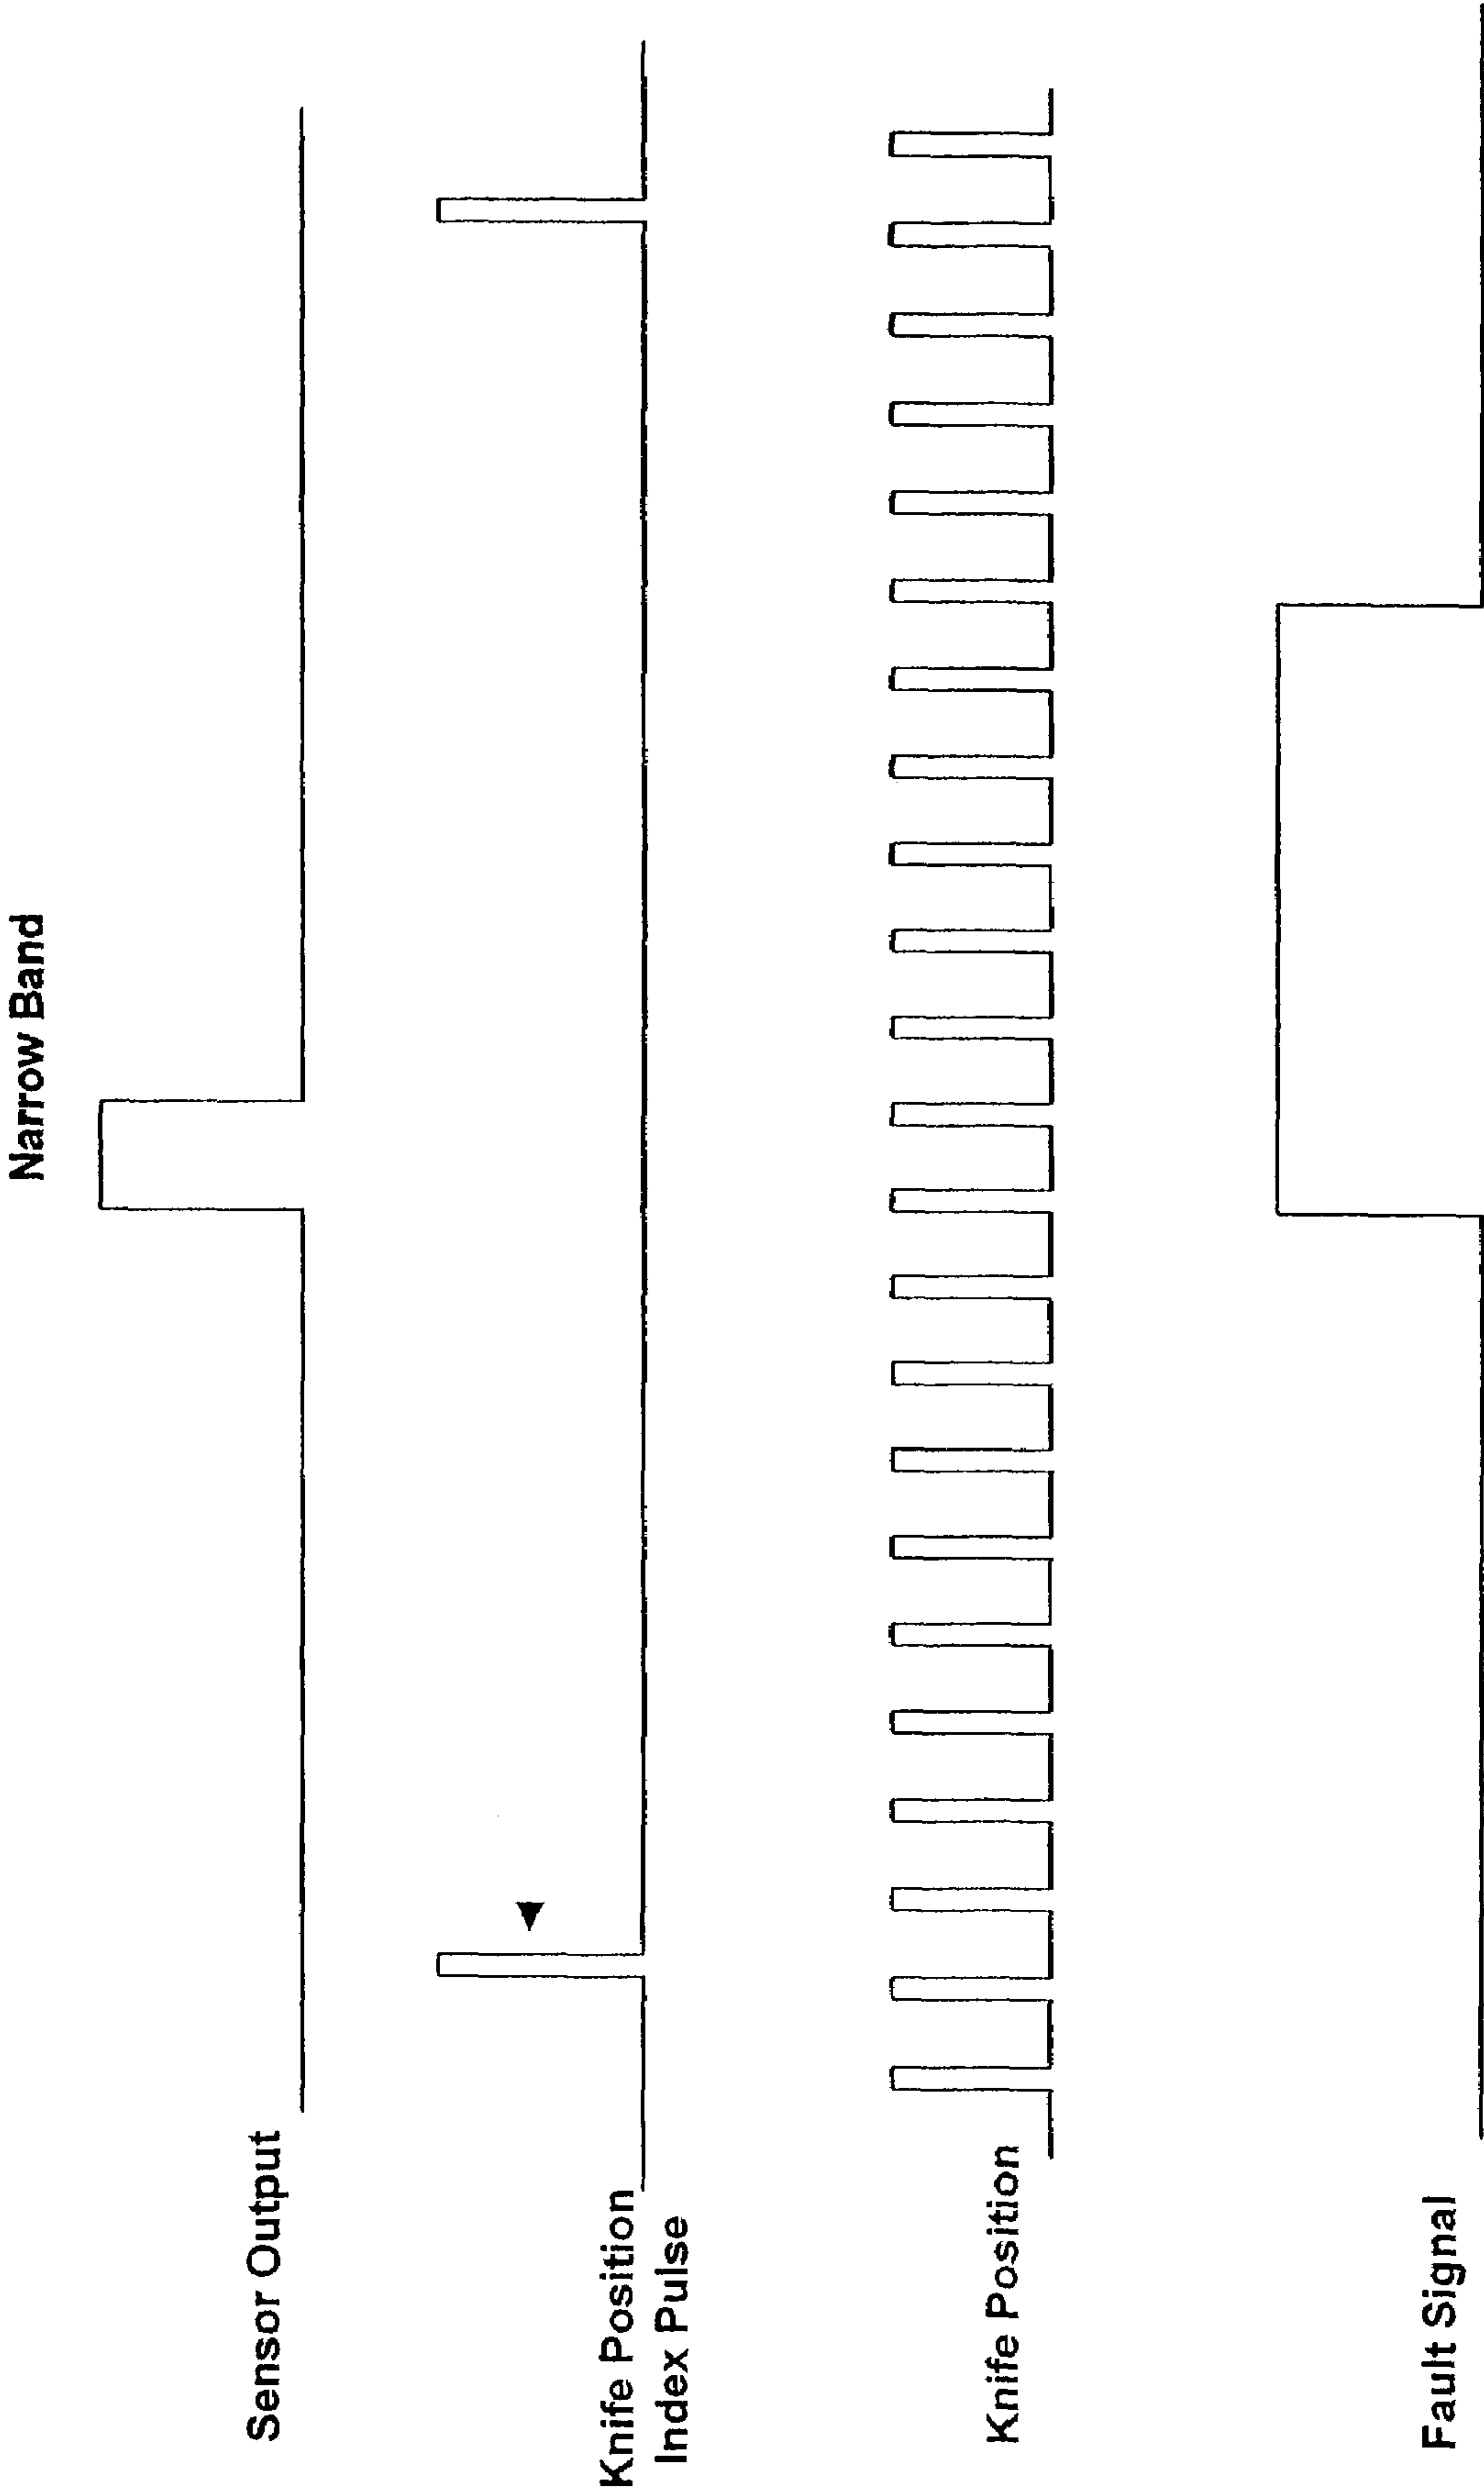 Narrow Band
Sensor Output
Knife Position
Index Pulse
Knife Position
Fault Signal